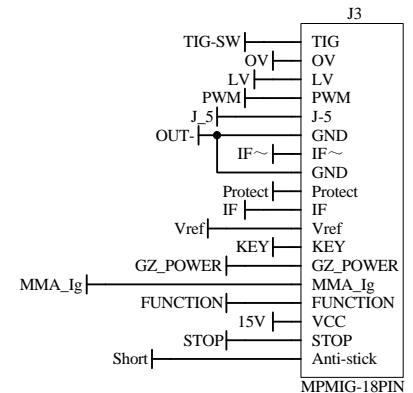 J3
TIG-SW TIG
OV OV
LV LV
PWM PWM
J_5 J-5
OUT- GND
IF～ IF～
GND
Protect Protect
IF IF
Vref Vref
KEY KEY
GZ_POWER GZ_POWER
MMA_Ig MMA_Ig
FUNCTION FUNCTION
15V VCC
STOP STOP
Short Anti-stick
MPMIG-18PIN